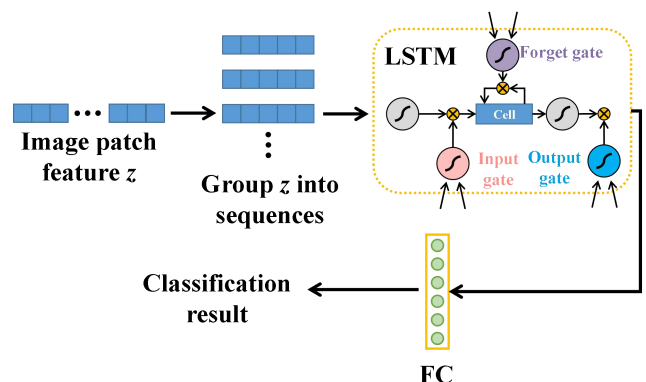 LSTM
Forget gate
Cell
Image patch
feature z
Group z into
sequences
Input
gate
Output
gate
Classification
result
FC